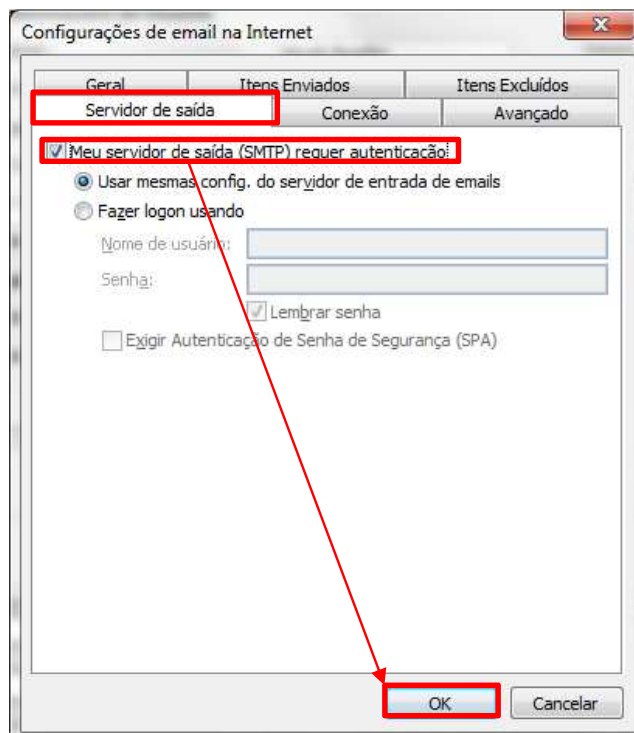 Configurações de email na Internet
Geral
Itens Enviados
Itens Excluídos
Servidor de saída
Conexão
Avançado
Meu servidor de saída (SMTP) requer autenticação
Usar mesmas config. do servidor de entrada de emails
Fazer logon usando
Nome de usuário:
Senha:
Lembrar senha
Exigir Autenticação de Senha de Segurança (SPA)
OK
Cancelar